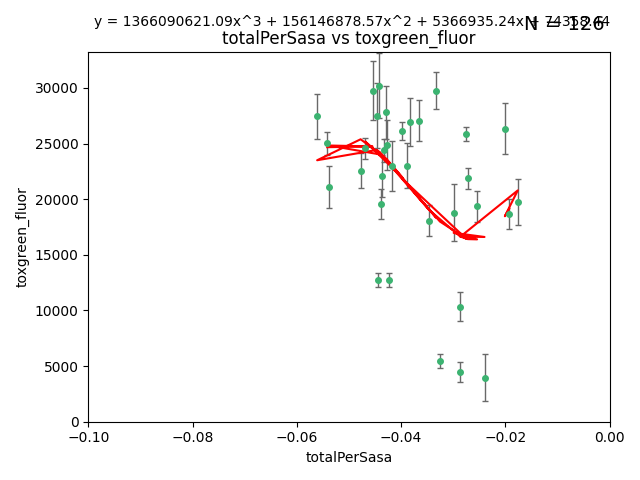 y = 1366090621.09x^3 + 156146878.57x^2 + 5366935.24x + 74358.44
N = 126
totalPerSasa vs toxgreen_fluor
toxgreen_fluor
30000
25000
20000
15000
10000
5000
0
−0.10 −0.08 −0.06 −0.04 −0.02 0.00
totalPerSasa